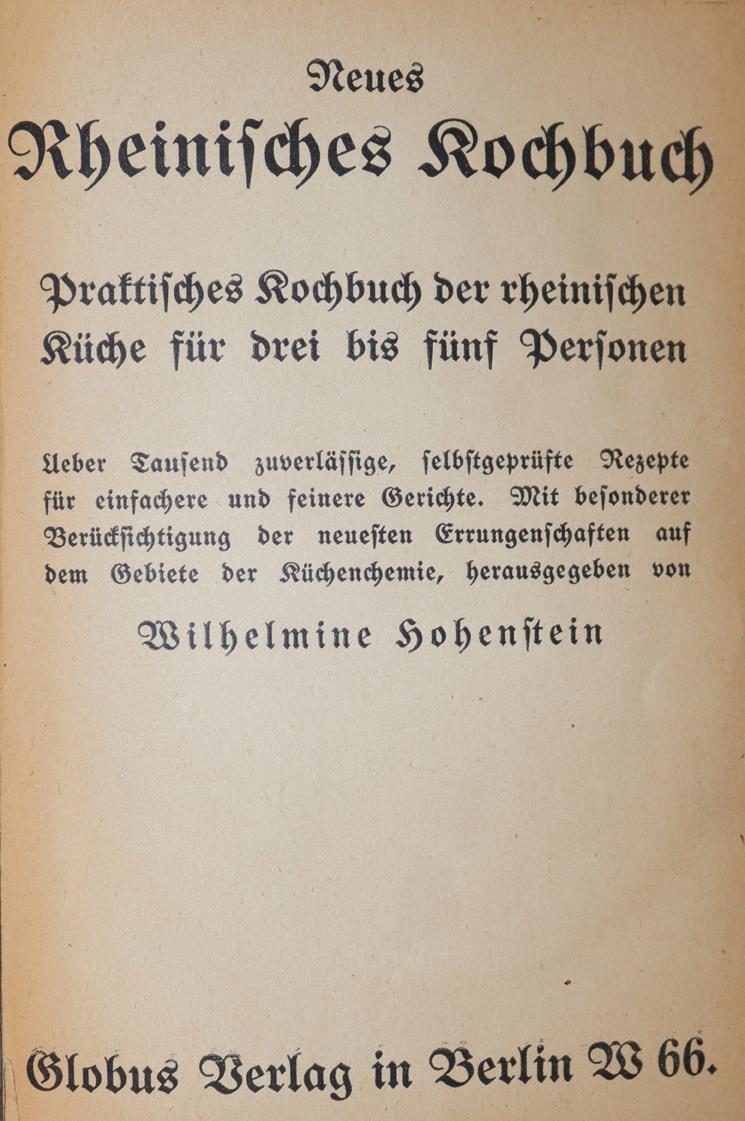 Neues
Rheiniſches Kochbuch
Praktiſches Kochbuch der rheiniſchen
Küche für drei bis fünf Perſonen
Ueber Tauſend zuverläſſige, ſelbſtgeprüfte Rezepte
für einfachere und feinere Gerichte. Mit beſonderer
Berückſichtigung der neueſten Errungenſchaften auf
dem Gebiete der Küchenchemie, herausgegeben von
Wilhelmine Hohenſtein
Globus Verlag in Berlin W 66.